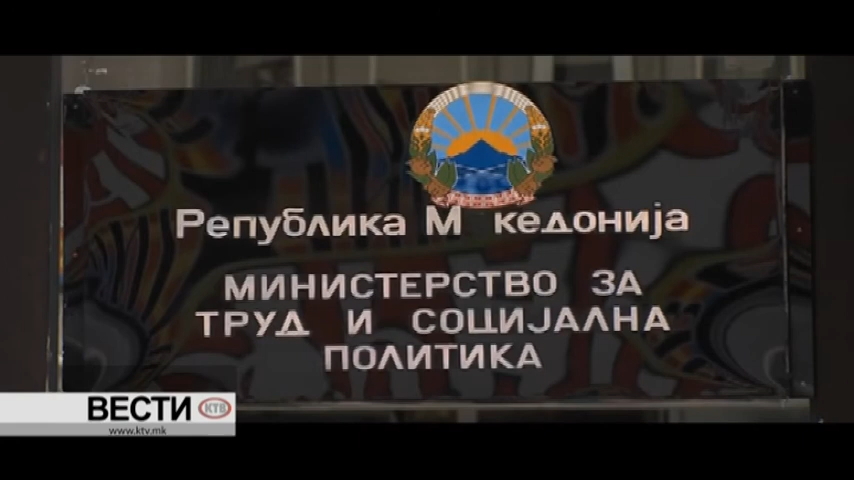 Република М кедонија
МИНИСТЕРСТВО ЗА
ТРУД И СОЦИЈАЛНА
ПОЛИТИКА
ВЕСТИ КТВ
www.ktv.mk